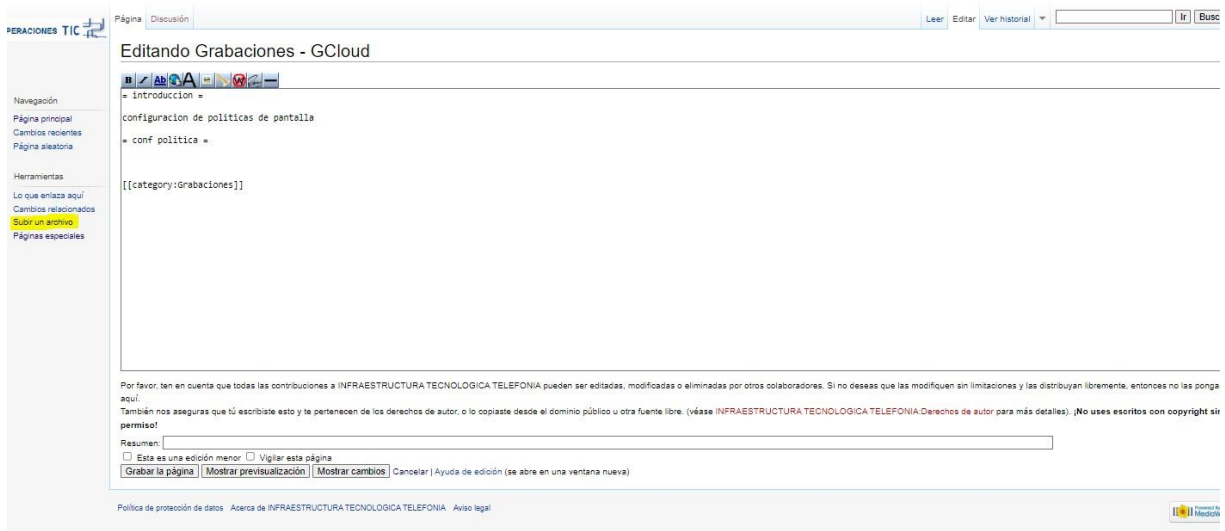 PERACIONES TIC
Página Discusión
Leer Editar Ver historial
Ir Busc
Editando Grabaciones - GCloud
B I Ab A
Navegación
Página principal
Cambios recientes
Página aleatoria
Herramientas
Lo que enlaza aquí
Cambios relacionados
Subir un archivo
Páginas especiales
= introduccion =
configuracion de politicas de pantalla
= conf politica =
[[category:Grabaciones]]
Por favor, ten en cuenta que todas las contribuciones a INFRAESTRUCTURA TECNOLOGICA TELEFONIA pueden ser editadas, modificadas o eliminadas por otros colaboradores. Si no deseas que las modifiquen sin limitaciones y las distribuyan libremente, entonces no las ponga
aquí.
También nos aseguras que tú escribiste esto y te pertenecen de los derechos de autor, o lo copiaste desde el dominio público u otra fuente libre. (véase INFRAESTRUCTURA TECNOLOGICA TELEFONIA:Derechos de autor para más detalles). ¡No uses escritos con copyright sin
permiso!
Resumen:
Esta es una edición menor Vigilar esta página
Grabar la página Mostrar previsualización Mostrar cambios Cancelar | Ayuda de edición (se abre en una ventana nueva)
Política de protección de datos Acerca de INFRAESTRUCTURA TECNOLOGICA TELEFONIA Aviso legal
Powered By
MediaW